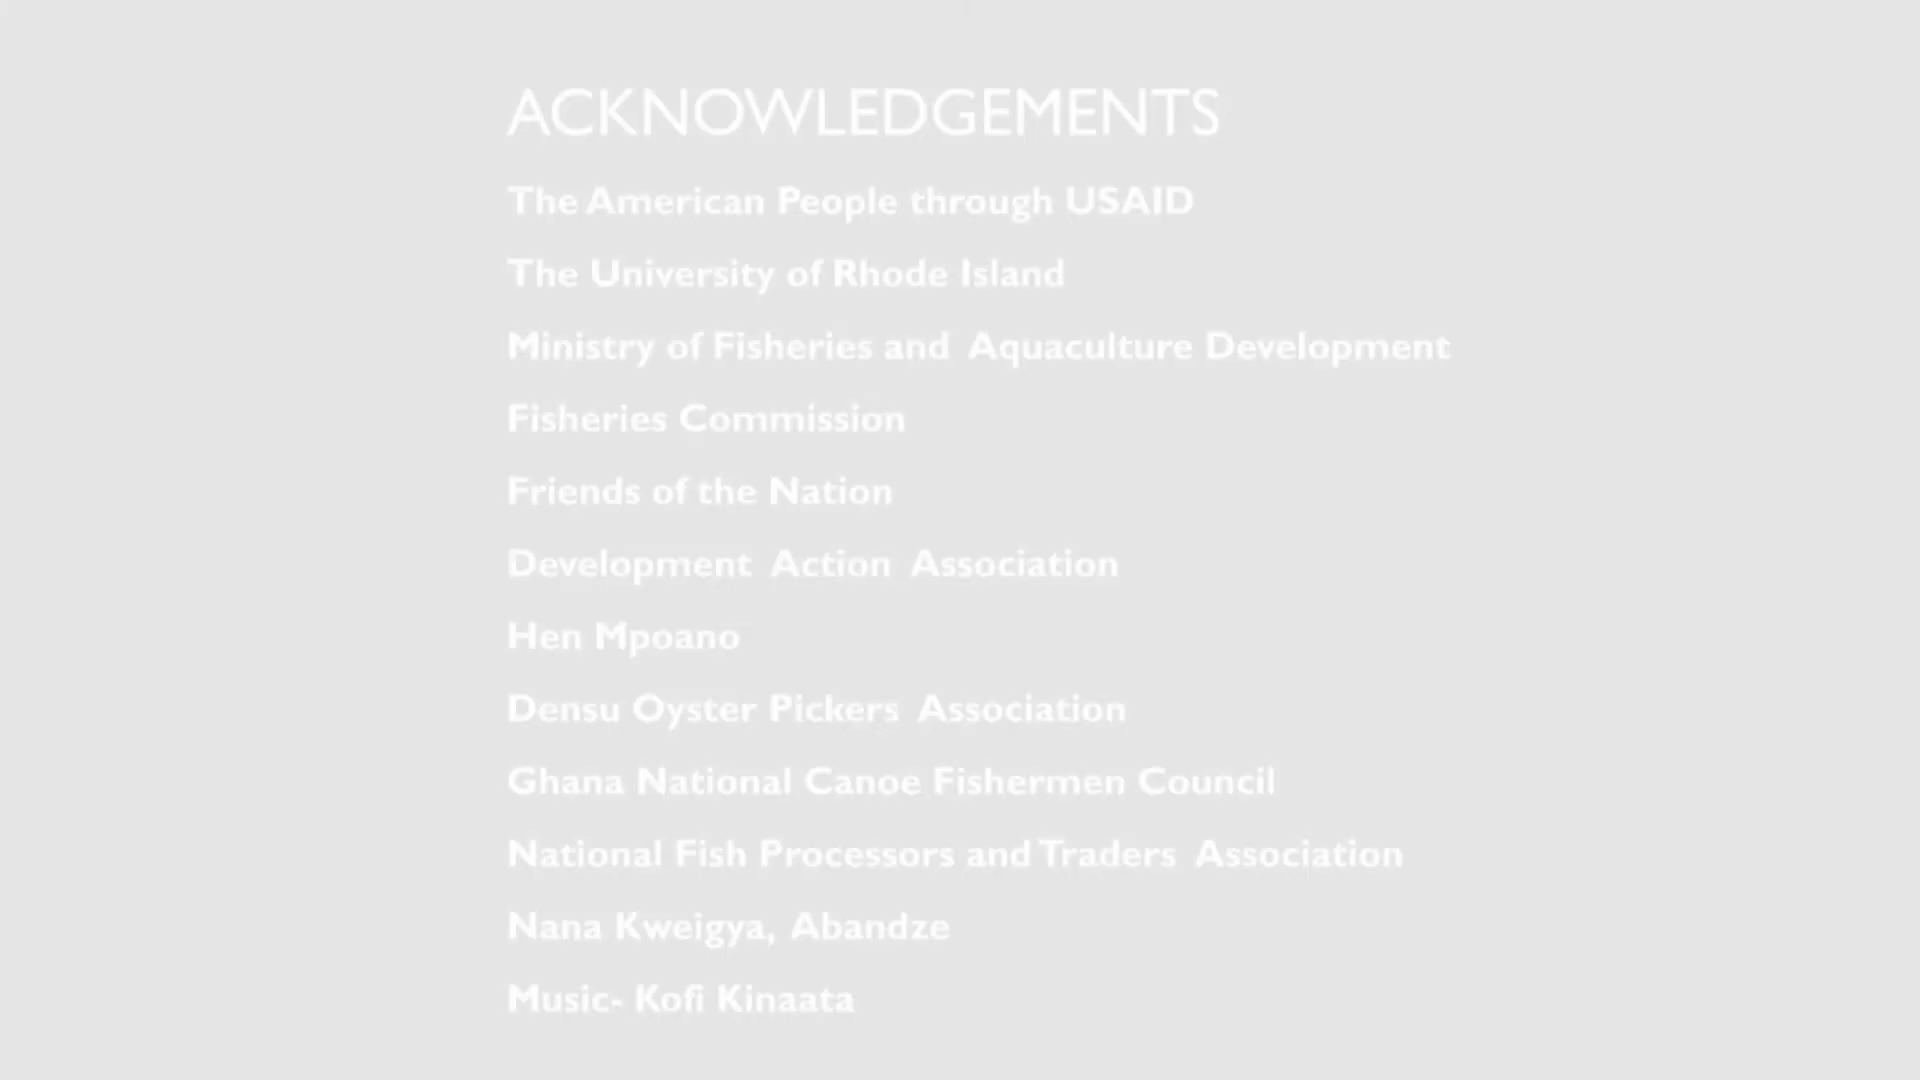 ACKNOWLEDGEMENTS
The American People through USAID
The University of Rhode Island
Ministry of Fisheries and Aquaculture Development
Fisheries Commission
Friends of the Nation
Development Action Association
Hen Mpoano
Densu Oyster Pickers Association
Ghana National Canoe Fishermen Council
National Fish Processors and Traders Association
Nana Kweigya, Abandze
Music- Kofi Kinaata